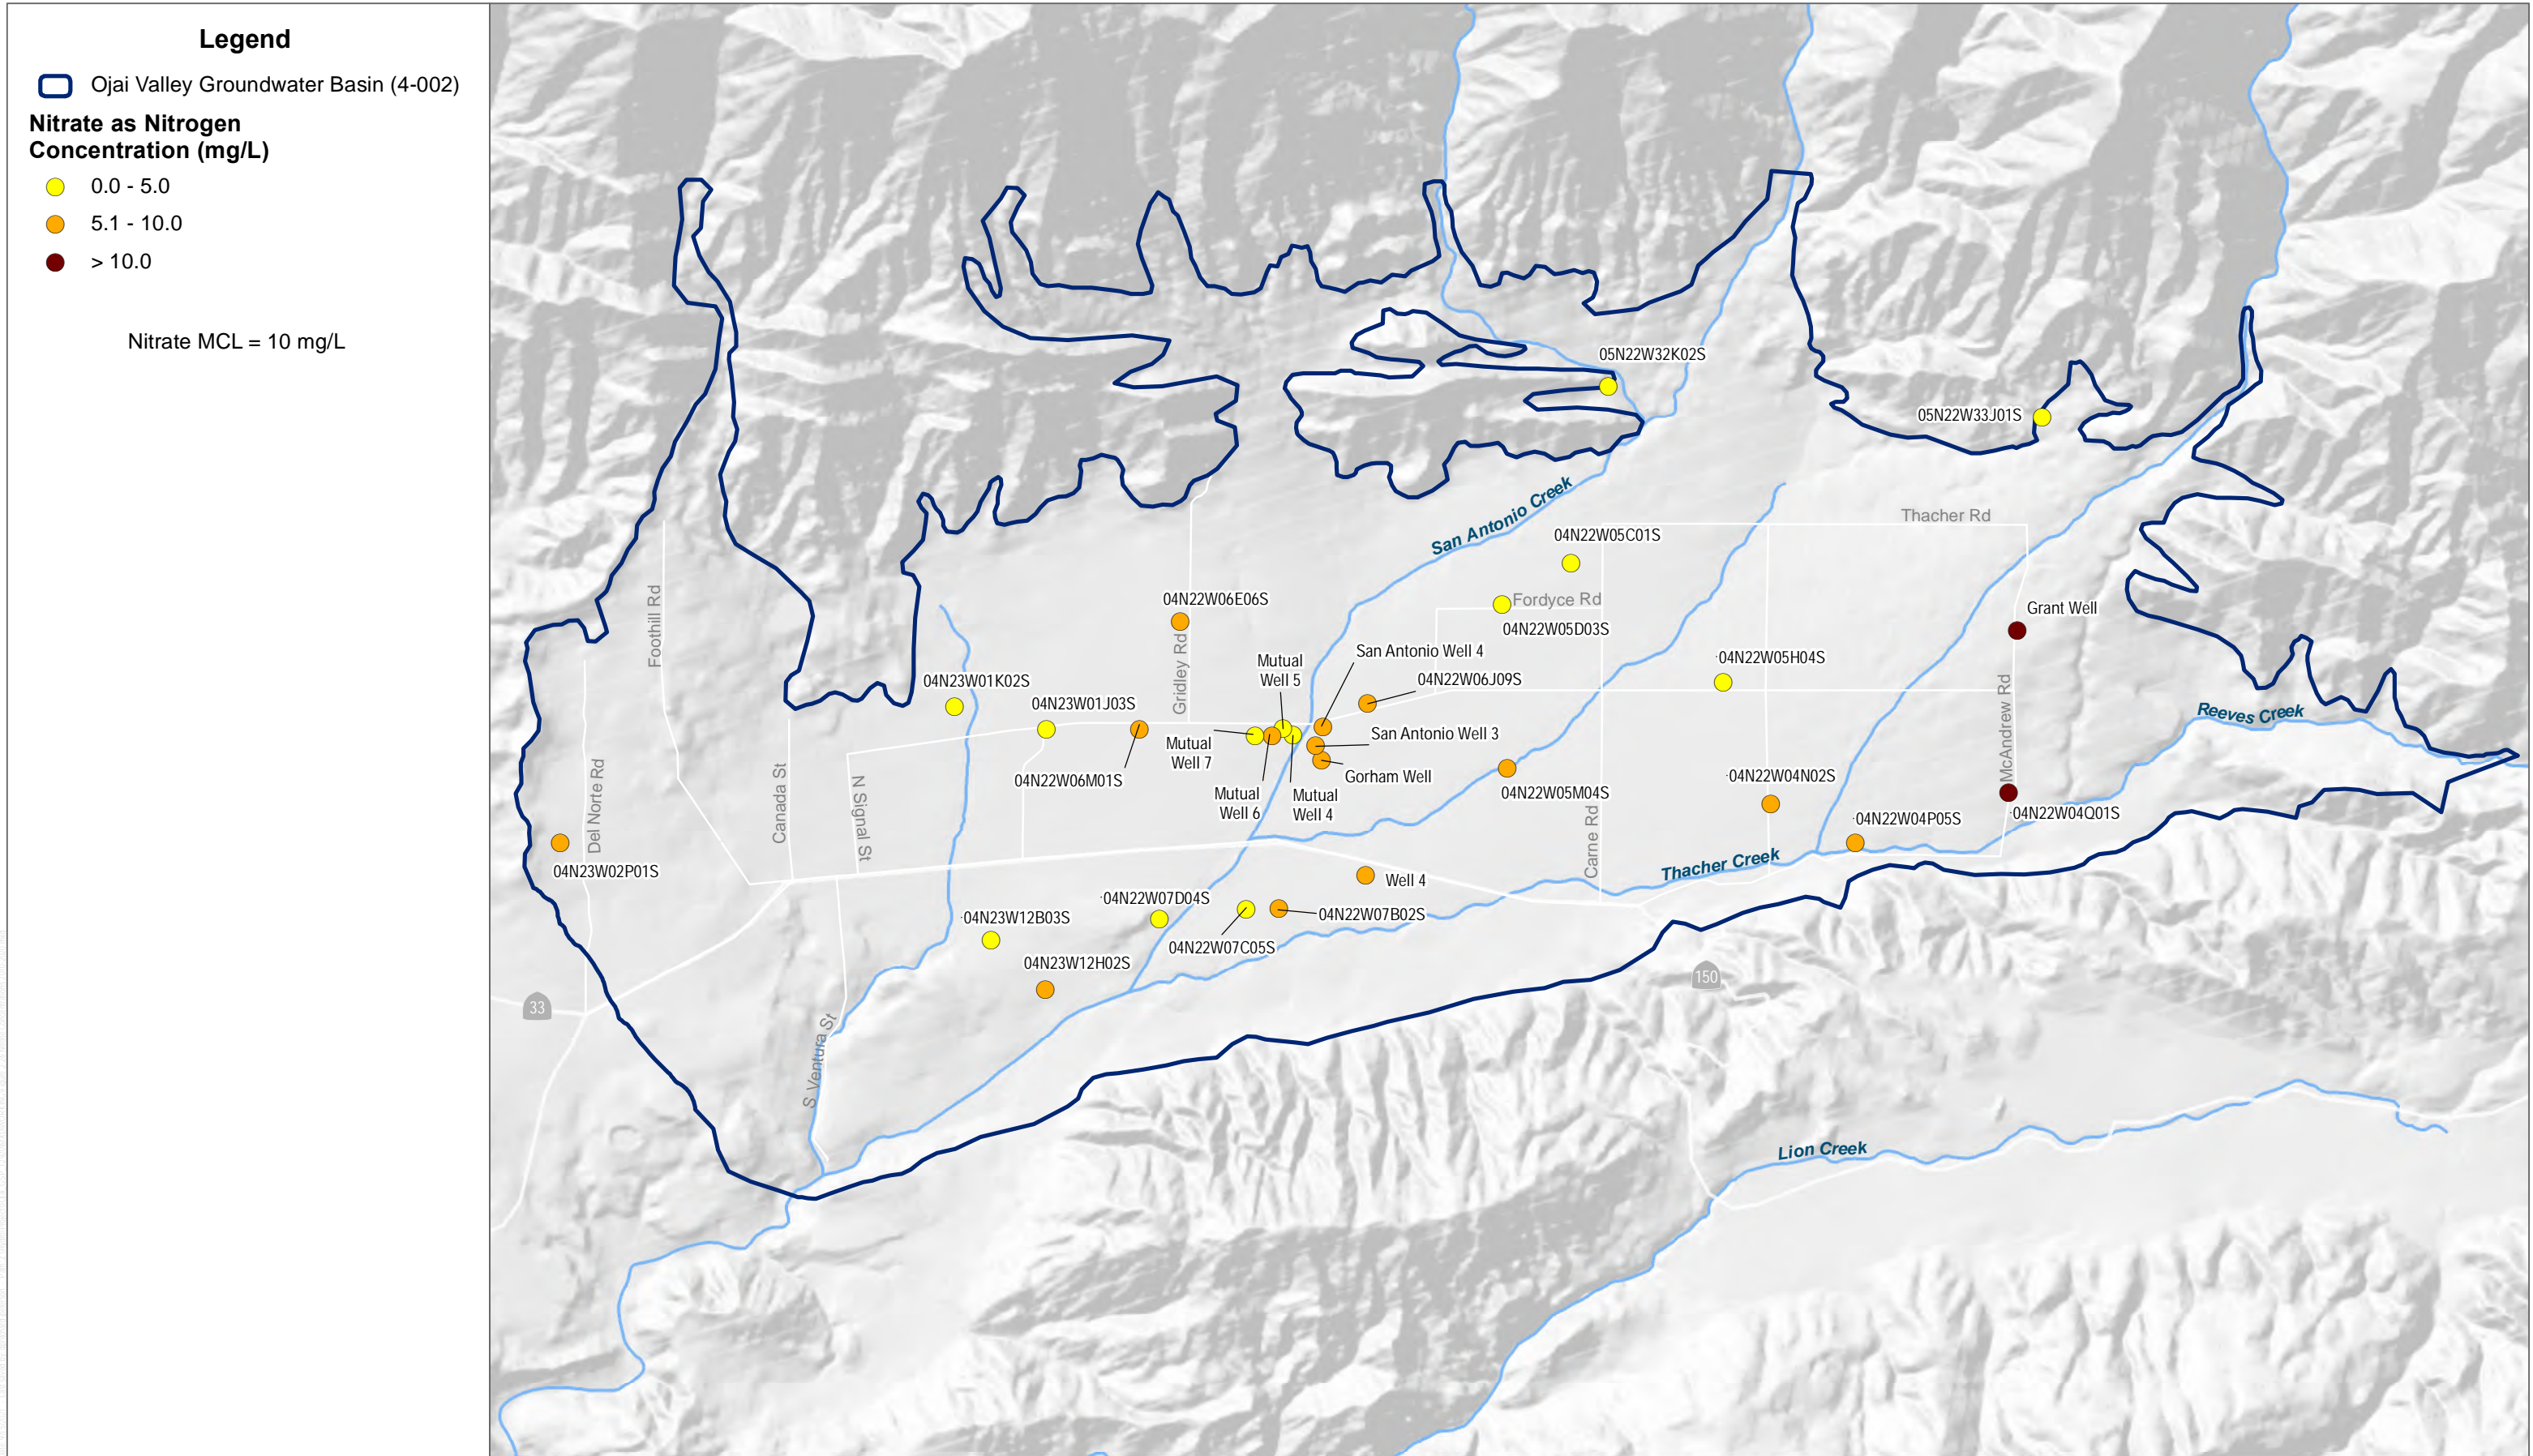 Legend
Ojai Valley Groundwater Basin (4-002)
Nitrate as Nitrogen
Concentration (mg/L)
0.0 - 5.0
5.1 - 10.0
> 10.0
Nitrate MCL = 10 mg/L
05N22W32K02S
05N22W33J01S
San Antonio Creek
Thacher Rd
04N22W05C01S
Foothill Rd
04N22W06E06S
Fordyce Rd
04N22W05D03S
Grant Well
Gridley Rd
San Antonio Well 4
Mutual
Well 5
04N22W05H04S
04N23W01K02S
04N22W06J09S
04N23W01J03S
McAndrew Rd
Reeves Creek
San Antonio Well 3
Mutual
Well 7
Gorham Well
04N22W06M01S
04N22W05M04S
04N22W04N02S
Del Norte Rd
Canada St
N Signal St
Mutual
Well 6
Mutual
Well 4
Carne Rd
04N22W04P05S
04N22W04Q01S
04N23W02P01S
Thacher Creek
Well 4
04N22W07D04S
04N23W12B03S
04N22W07B02S
04N22W07C05S
04N23W12H02S
150
33
S Ventura St
Lion Creek